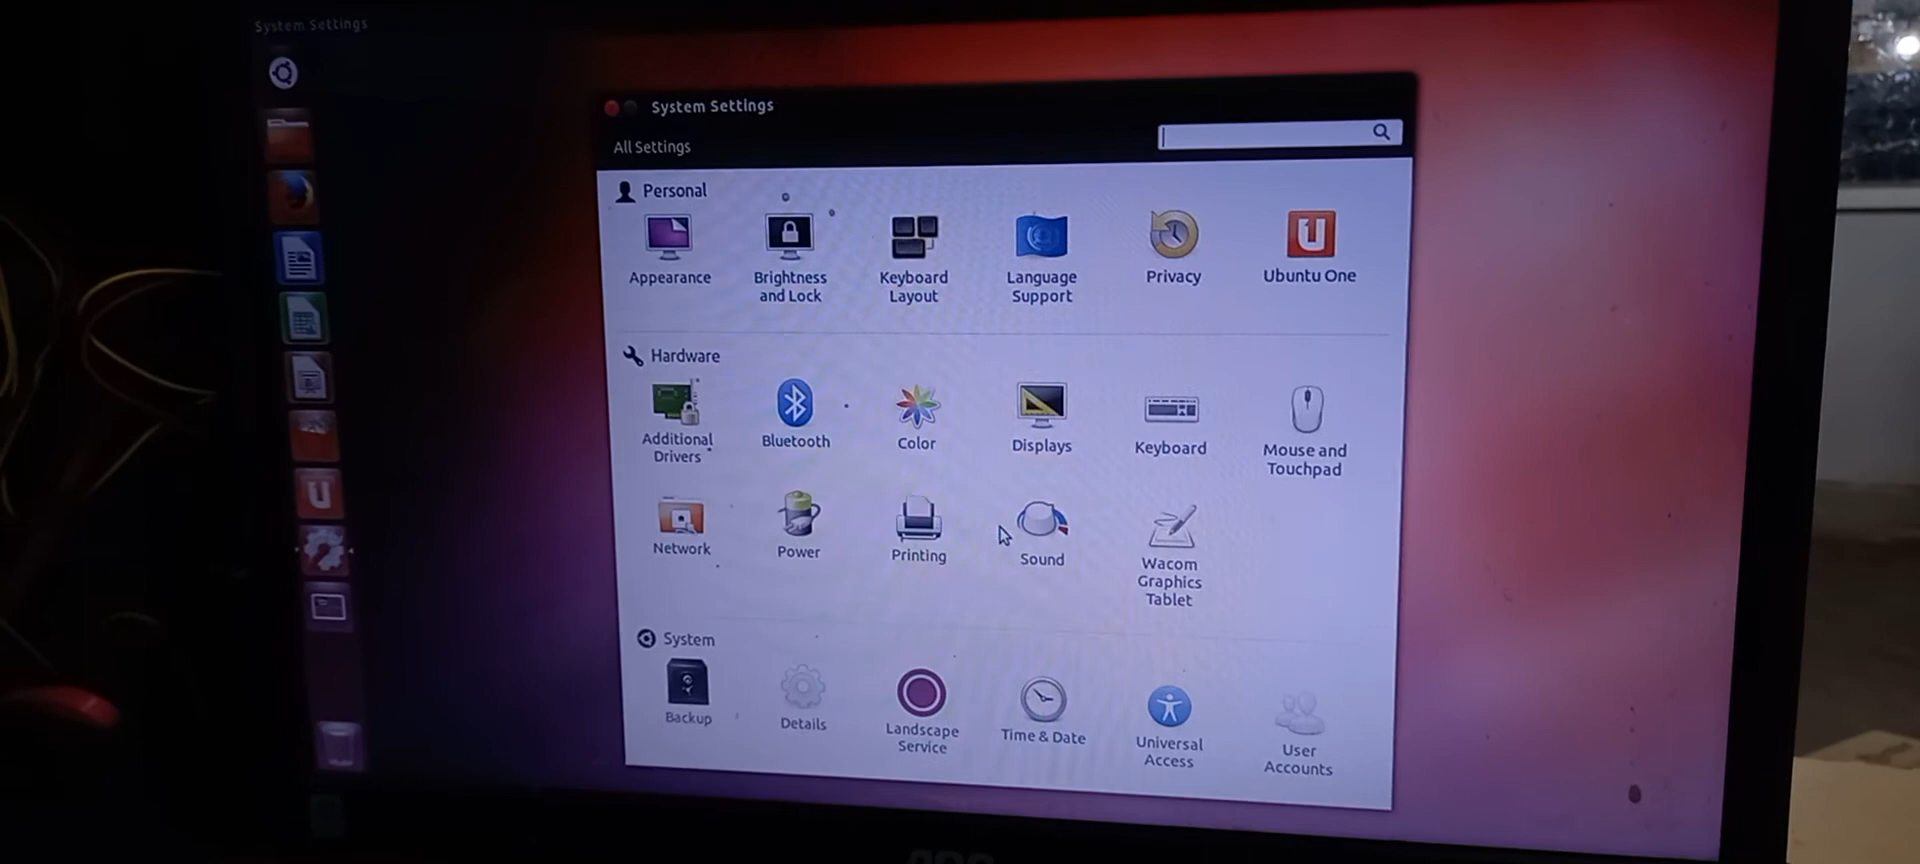 System Settings
System Settings
All Settings
Personal
Appearance
Brightness
and Lock
Keyboard
Layout
Language
Support
Privacy
Ubuntu One
Hardware
Additional
Drivers
Bluetooth
Color
Displays
Keyboard
Mouse and
Touchpad
Network
Power
Printing
Sound
Wacom
Graphics
Tablet
System
Backup
Details
Landscape
Service
Time & Date
Universal
Access
User
Accounts